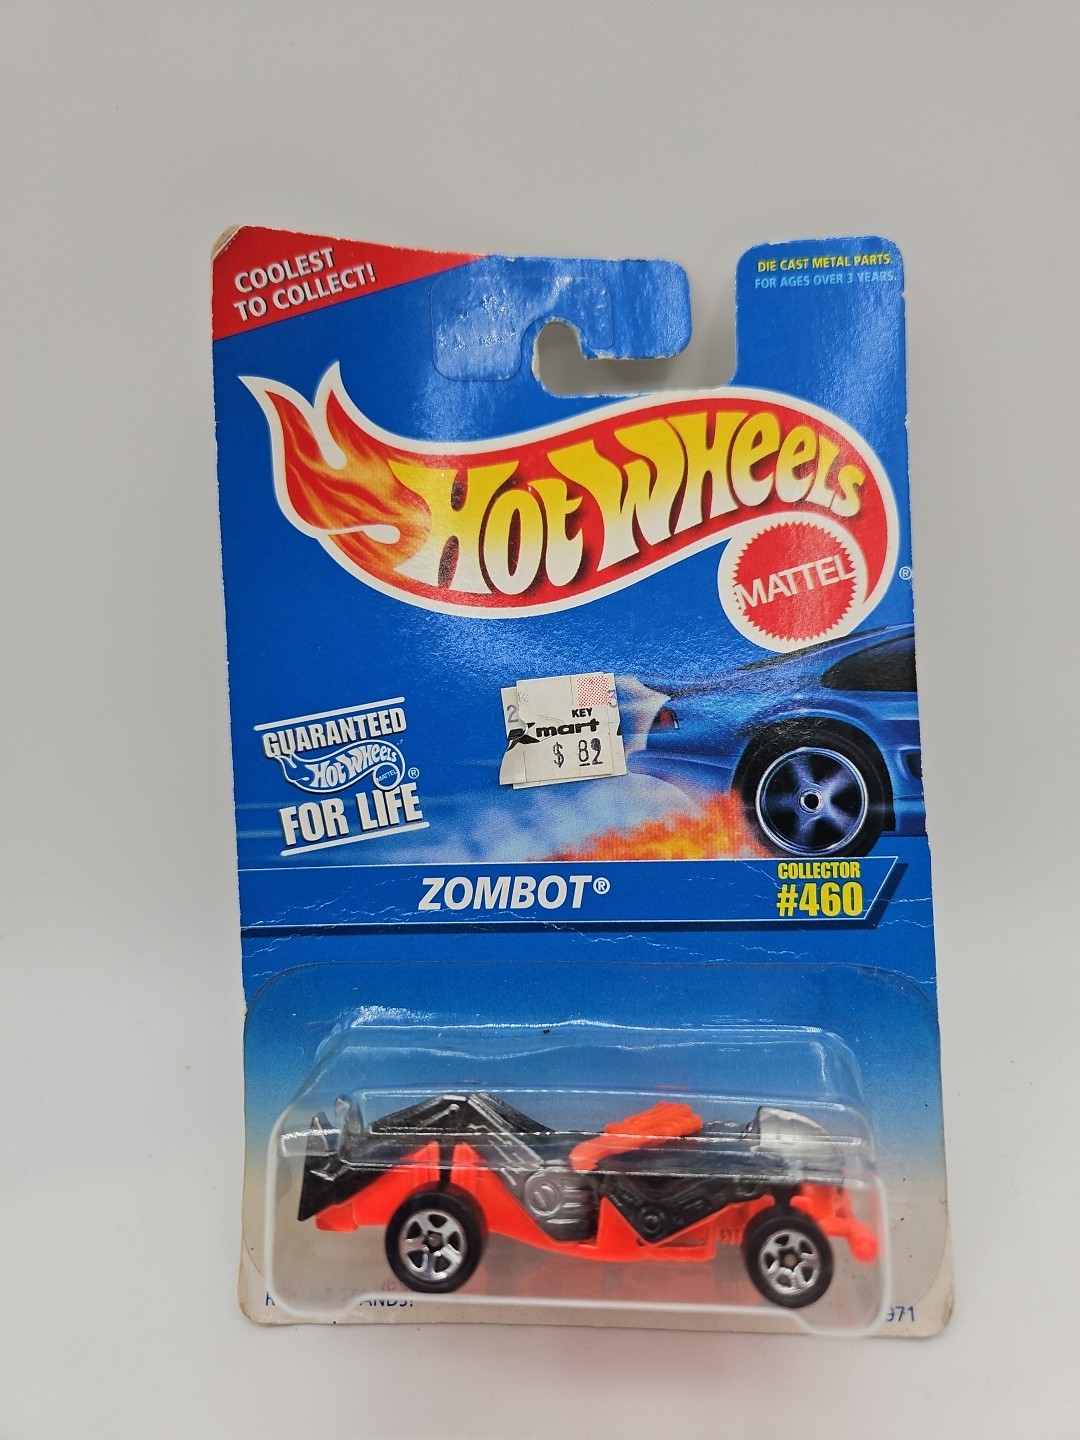 COOLEST
TO COLLECT!
DIE CAST METAL PARTS.
FOR AGES OVER 3 YEARS.
HOT WHEELS
MATTEL
®
GUARANTEED
HOT WHEELS
MATTEL
®
FOR LIFE
KEY
Kmart
$ 82
ZOMBOT®
COLLECTOR
#460